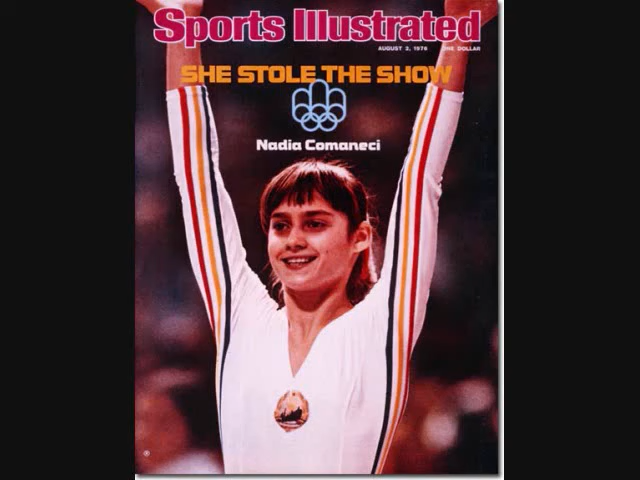 Sports Illustrated
AUGUST 2, 1976 ONE DOLLAR
SHE STOLE THE SHOW
Nadia Comaneci